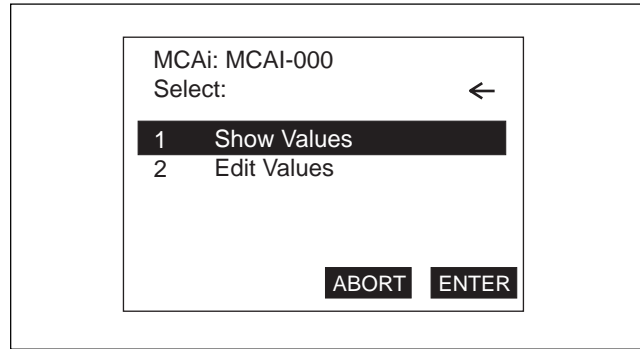 MCAi: MCAI-000
Select: ←
1 Show Values
2 Edit Values
ABORT ENTER